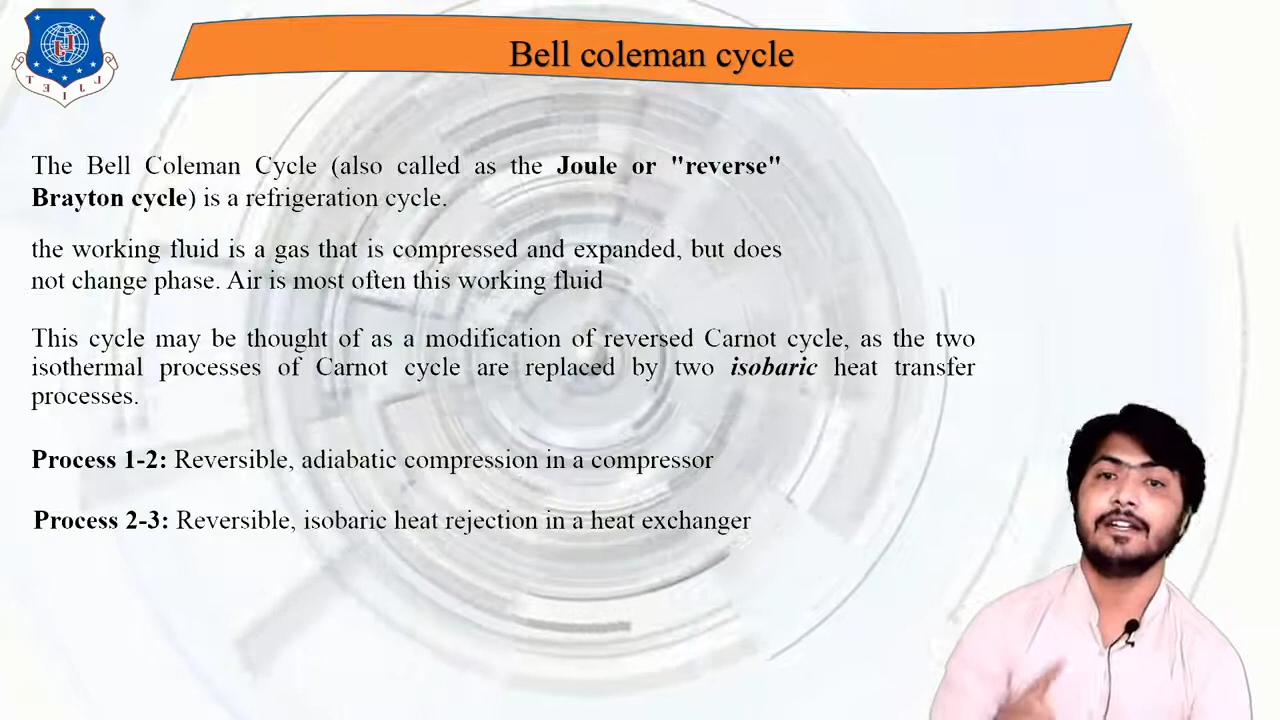 Bell coleman cycle
The Bell Coleman Cycle (also called as the Joule or "reverse"
Brayton cycle) is a refrigeration cycle.
the working fluid is a gas that is compressed and expanded, but does
not change phase. Air is most often this working fluid
This cycle may be thought of as a modification of reversed Carnot cycle, as the two
isothermal processes of Carnot cycle are replaced by two isobaric heat transfer
processes.
Process 1-2: Reversible, adiabatic compression in a compressor
Process 2-3: Reversible, isobaric heat rejection in a heat exchanger